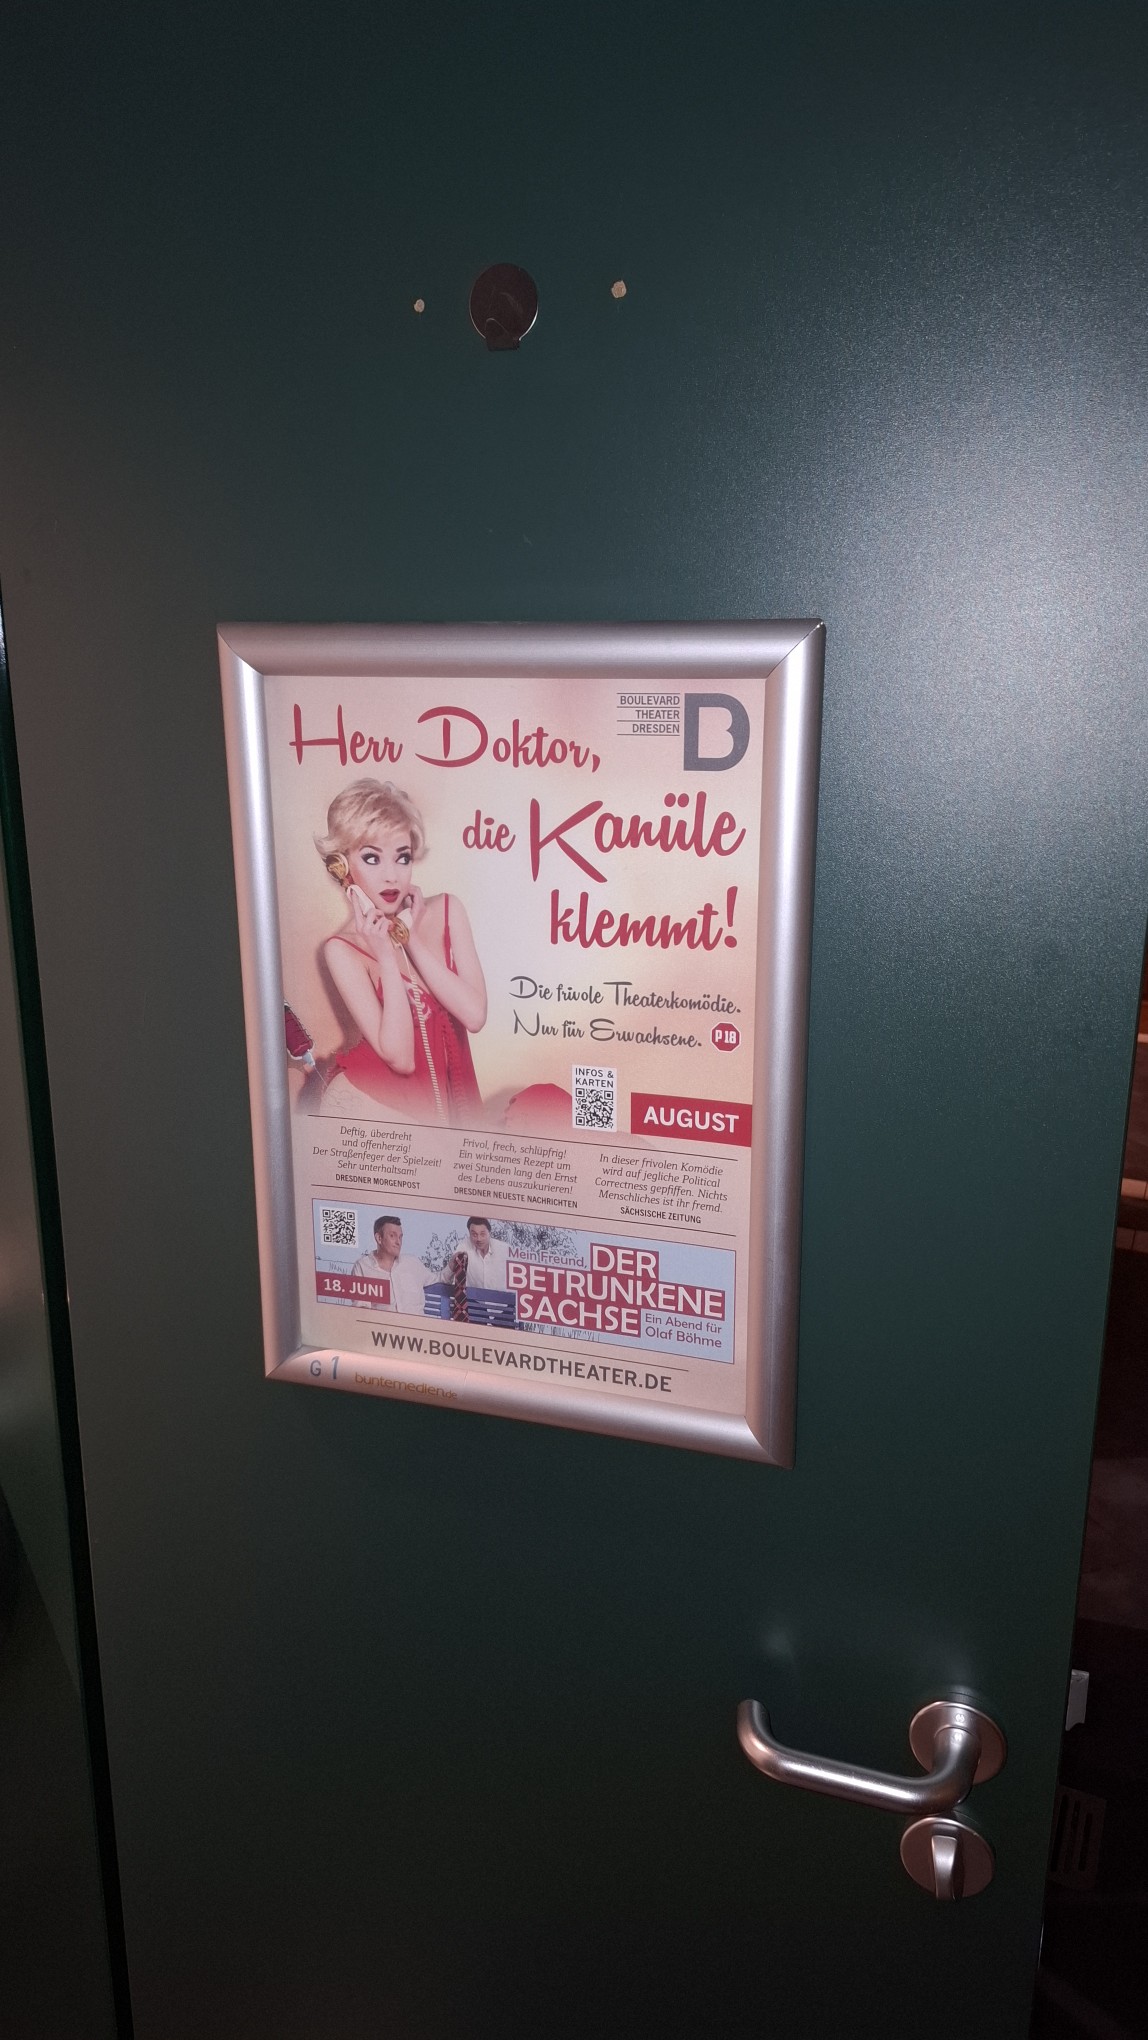 Herr Doktor,
BOULEVARD
THEATER
DRESDEN
B
die Kanüle
klemmt!
Die frivole Theaterkomödie.
Nur für Erwachsene. P18
INFOS &
KARTEN
AUGUST
Deftig, überdreht
und offenherzig!
Der Straßenfeger der Spielzeit!
Sehr unterhaltsam!
DRESDNER MORGENPOST
Frivol, frech, schlüpfrig!
Ein wirksames Rezept um
zwei Stunden lang den Ernst
des Lebens auszukurieren!
DRESDNER NEUESTE NACHRICHTEN
In dieser frivolen Komödie
wird auf jegliche Political
Correctness gepfiffen. Nichts
Menschliches ist ihr fremd.
SÄCHSISCHE ZEITUNG
18. JUNI
Mein Freund, DER
BETRUNKENE
SACHSE
Ein Abend für
Olaf Böhme
WWW.BOULEVARDTHEATER.DE
G 1 buntemedien.de